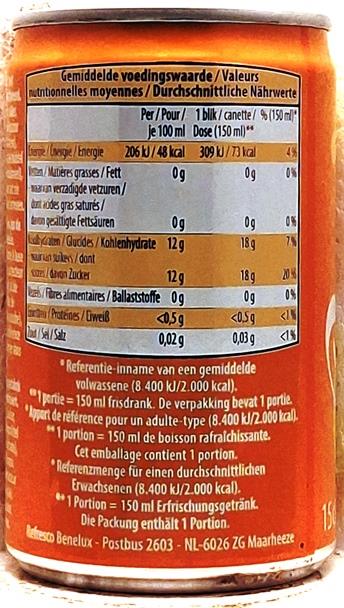 Gemiddelde voedingswaarde / Valeurs
nutritionnelles moyennes / Durchschnittliche Nährwerte
Per / Pour / 1 blik / canette / % (150 ml)*
je 100 ml Dose (150 ml)**
Energie / Énergie / Energie 206 kJ / 48 kcal 309 kJ / 73 kcal 4%
Vetten / Matières grasses / Fett 0 g 0 g 0%
waarvan verzadigde vetzuren /
dont acides gras saturés /
davon gesättigte Fettsäuren 0 g 0 g 0%
Koolhydraten / Glucides / Kohlenhydrate 12 g 18 g 7%
waarvan suikers / dont
sucres / davon Zucker 12 g 18 g 20%
Vezels / Fibres alimentaires / Ballaststoffe 0 g 0 g 0%
Eiwitten / Protéines / Eiweiß <0,5 g <0,5 g <1%
Zout / Sel / Salz 0,02 g 0,03 g <1%
* Referentie-inname van een gemiddelde
volwassene (8.400 kJ/2.000 kcal).
** 1 portie = 150 ml frisdrank. De verpakking bevat 1 portie.
* Apport de référence pour un adulte-type (8.400 kJ/2.000 kcal).
** 1 portion = 150 ml de boisson rafraîchissante.
Cet emballage contient 1 portion.
* Referenzmenge für einen durchschnittlichen
Erwachsenen (8.400 kJ/2.000 kcal).
** 1 Portion = 150 ml Erfrischungsgetränk.
Die Packung enthält 1 Portion.
Refresco Benelux - Postbus 2603 - NL-6026 ZG Maarheeze